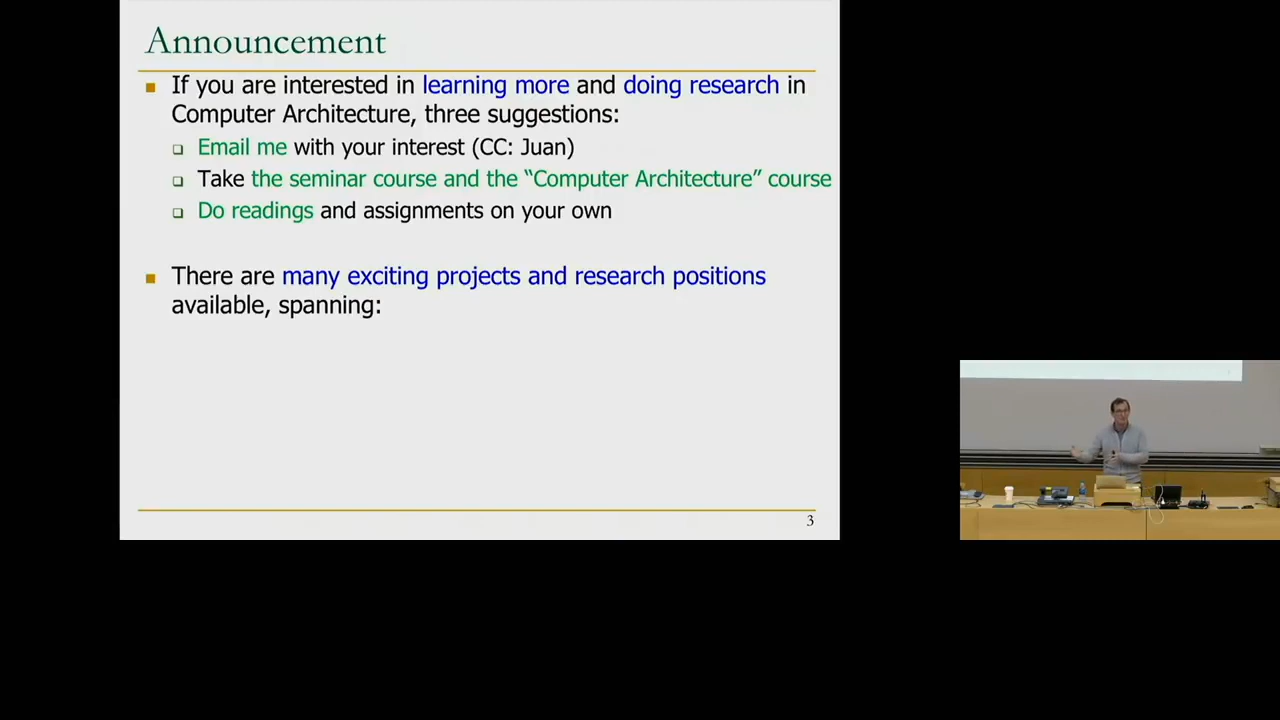 Announcement
If you are interested in learning more and doing research in
Computer Architecture, three suggestions:
Email me with your interest (CC: Juan)
Take the seminar course and the “Computer Architecture” course
Do readings and assignments on your own
There are many exciting projects and research positions
available, spanning:
3